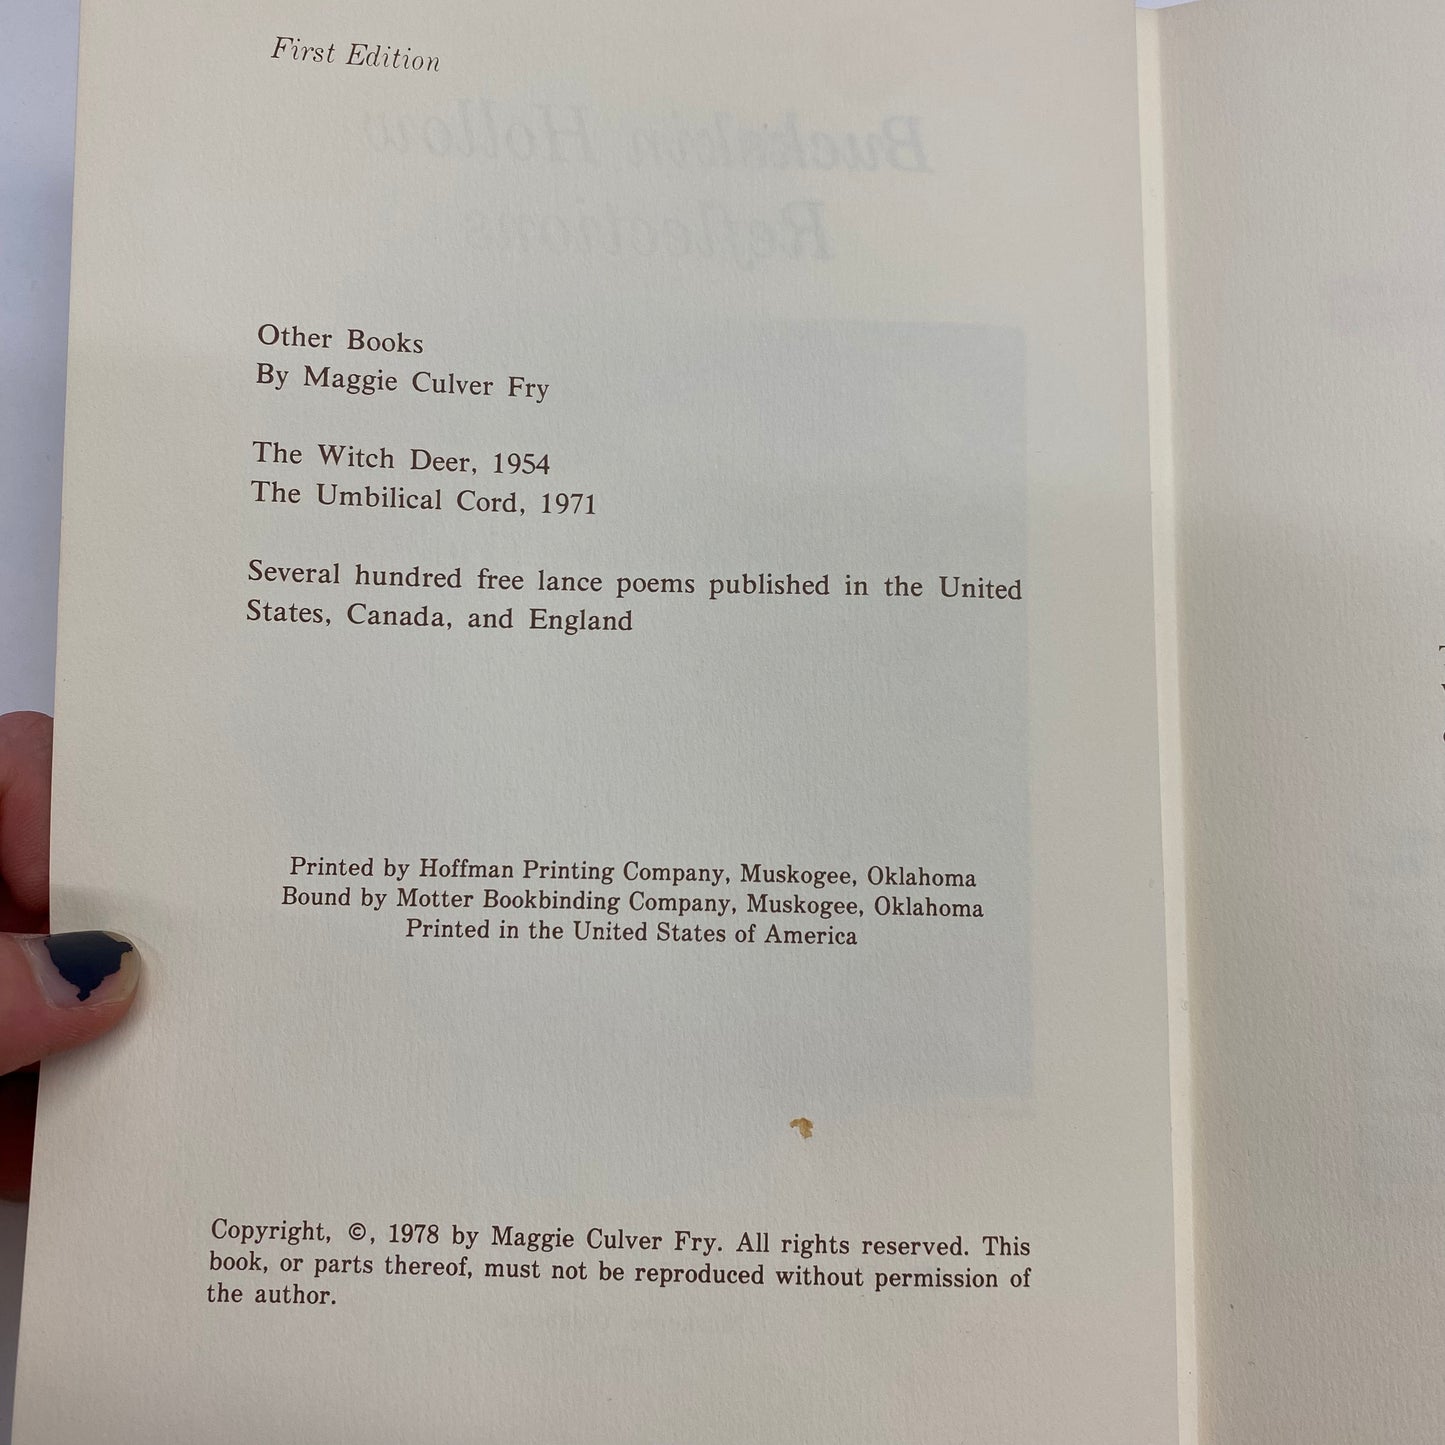 First Edition
Buckskin Hollow
Reflections
Other Books
By Maggie Culver Fry
The Witch Deer, 1954
The Umbilical Cord, 1971
Several hundred free lance poems published in the United
States, Canada, and England
Printed by Hoffman Printing Company, Muskogee, Oklahoma
Bound by Motter Bookbinding Company, Muskogee, Oklahoma
Printed in the United States of America
Copyright, ©, 1978 by Maggie Culver Fry. All rights reserved. This
book, or parts thereof, must not be reproduced without permission of
the author.